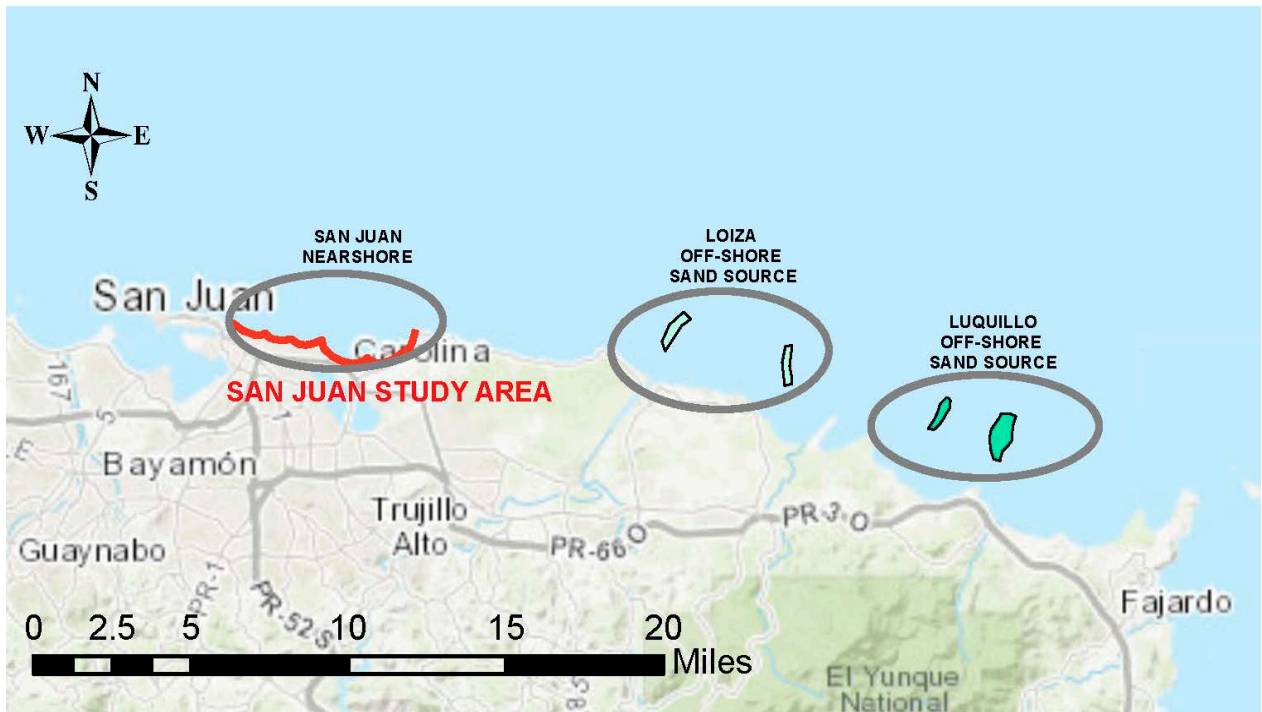 N
W E
S
SAN JUAN
NEARSHORE
LOIZA
OFF-SHORE
SAND SOURCE
LUQUILLO
OFF-SHORE
SAND SOURCE
San Juan
Carolina
SAN JUAN STUDY AREA
167
5
1
E
Bayamón
Trujillo
Alto
PR-3
PR-66
Guaynabo
PR-1
PR-52-S
Fajardo
0 2.5 5 10 15 20
Miles
El Yunque
National